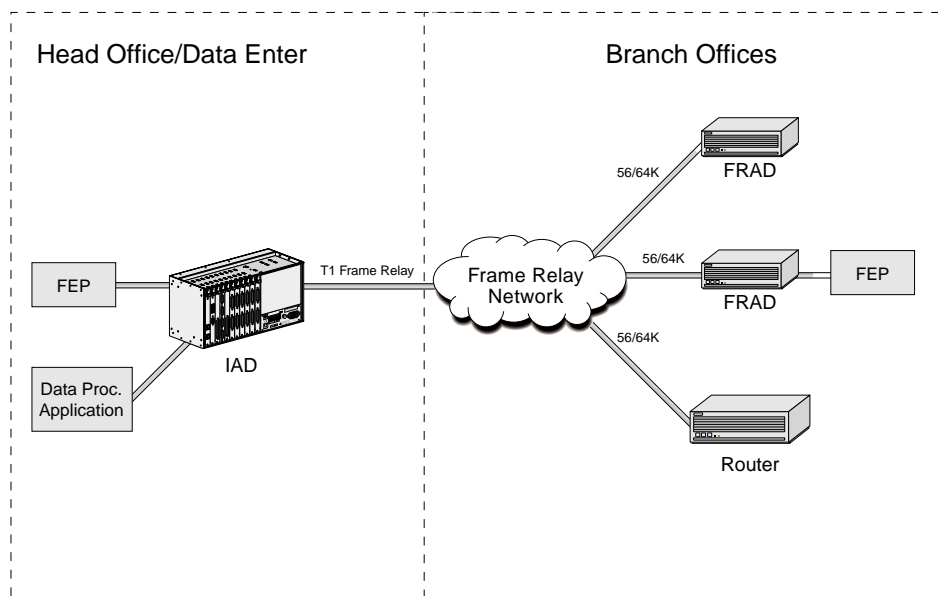 Head Office/Data Enter
Branch Offices
56/64K
FRAD
T1 Frame Relay
56/64K
FEP
FEP
Frame Relay
Network
FRAD
IAD
56/64K
Data Proc.
Application
Router